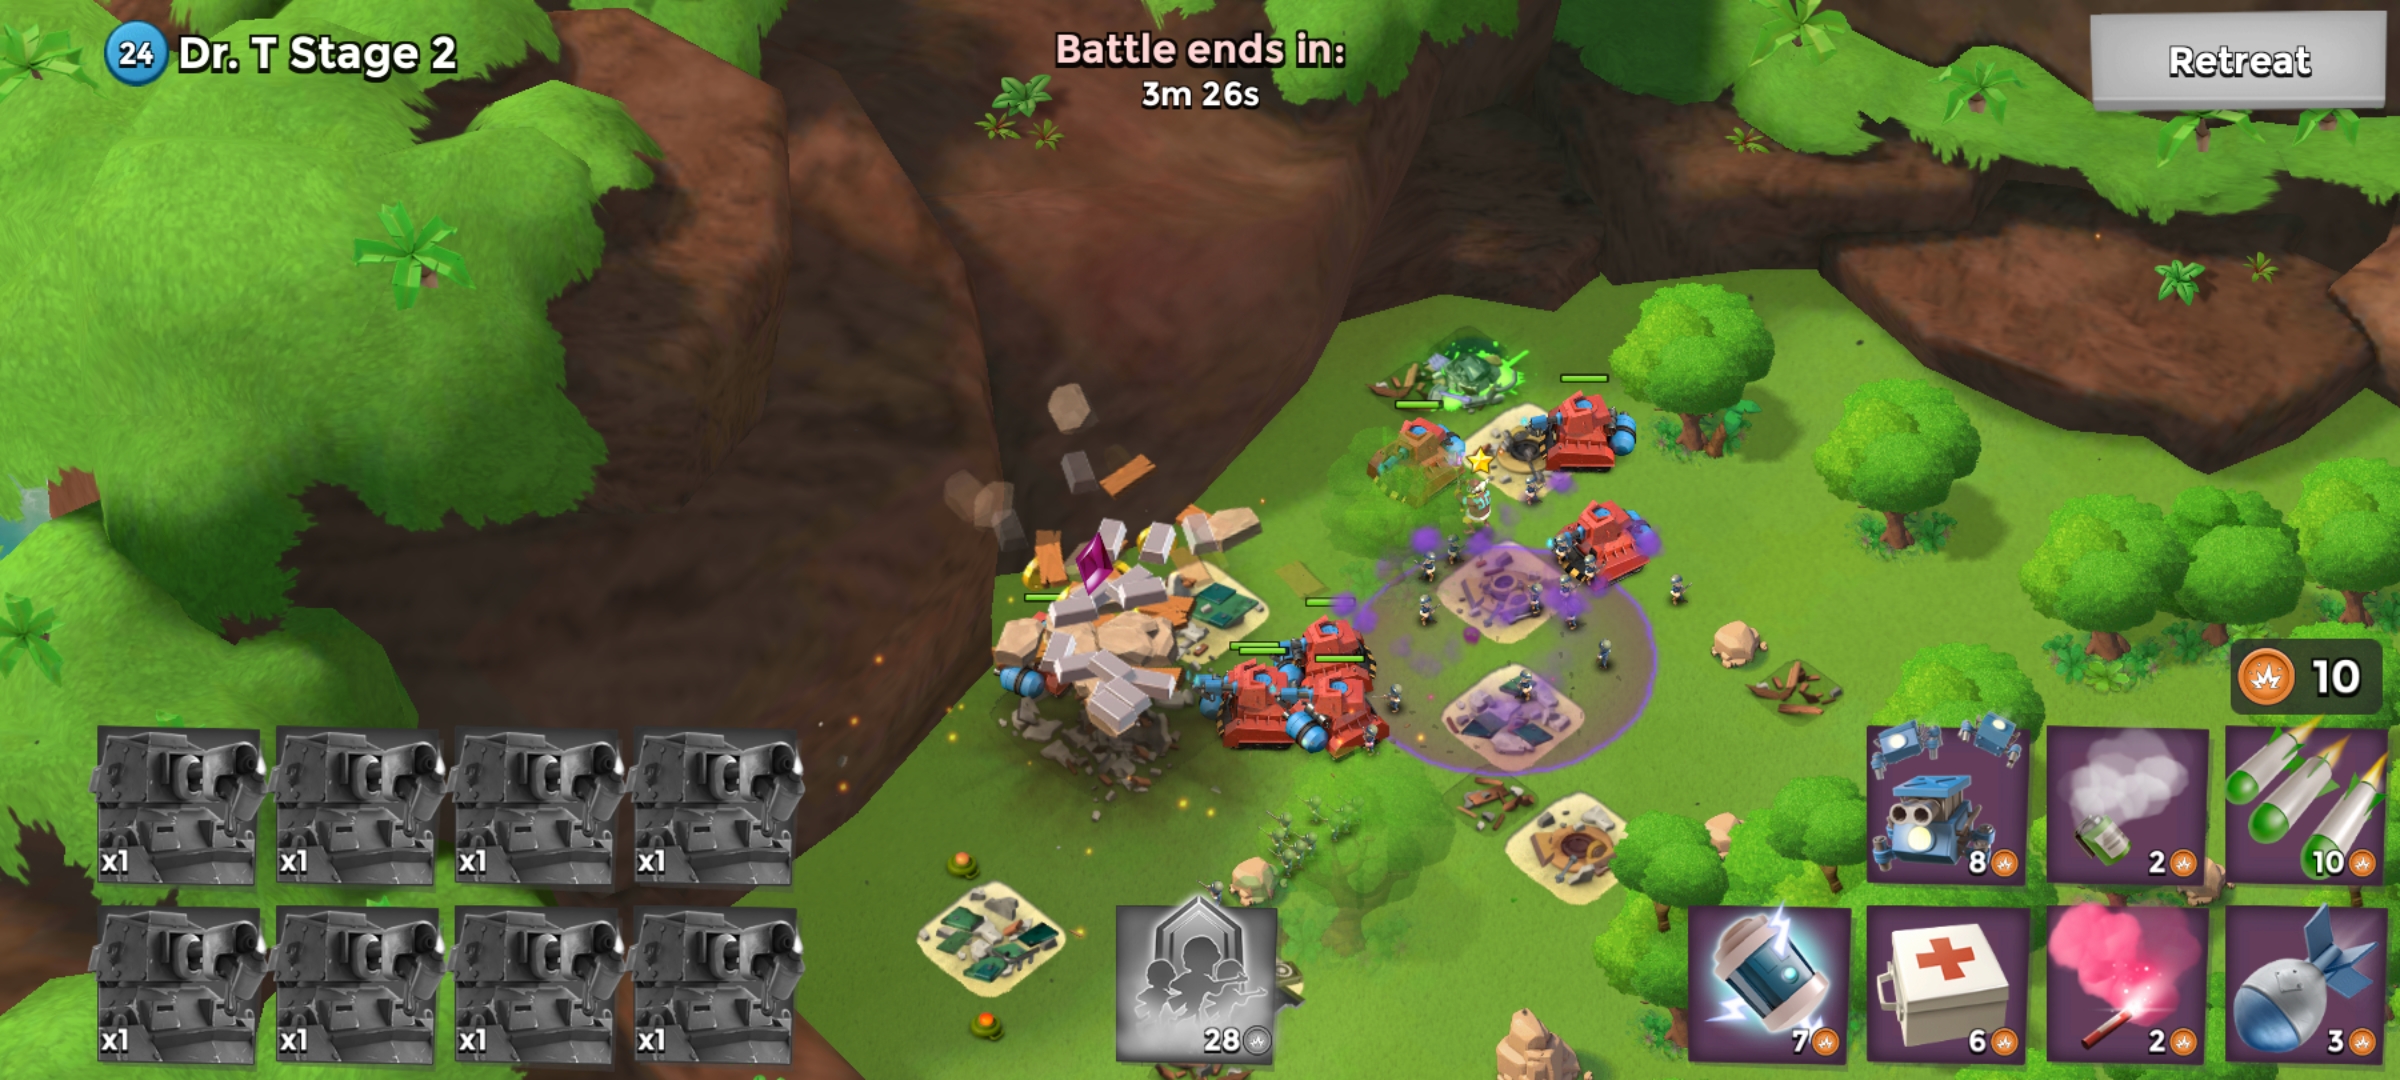 24 Dr. T Stage 2
Battle ends in:
3m 26s
Retreat
10
x1 x1 x1 x1
8 2 10
x1 x1 x1 x1
28
7 6 2 3